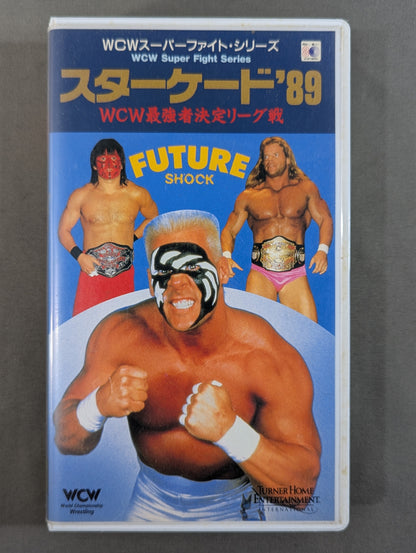 WCWスーパーファイト・シリーズ
WCW Super Fight Series
スターケード'89
WCW最強者決定リーグ戦
FUTURE
SHOCK
WCW
World Championship
Wrestling
TURNER HOME
ENTERTAINMENT
INTERNATIONAL